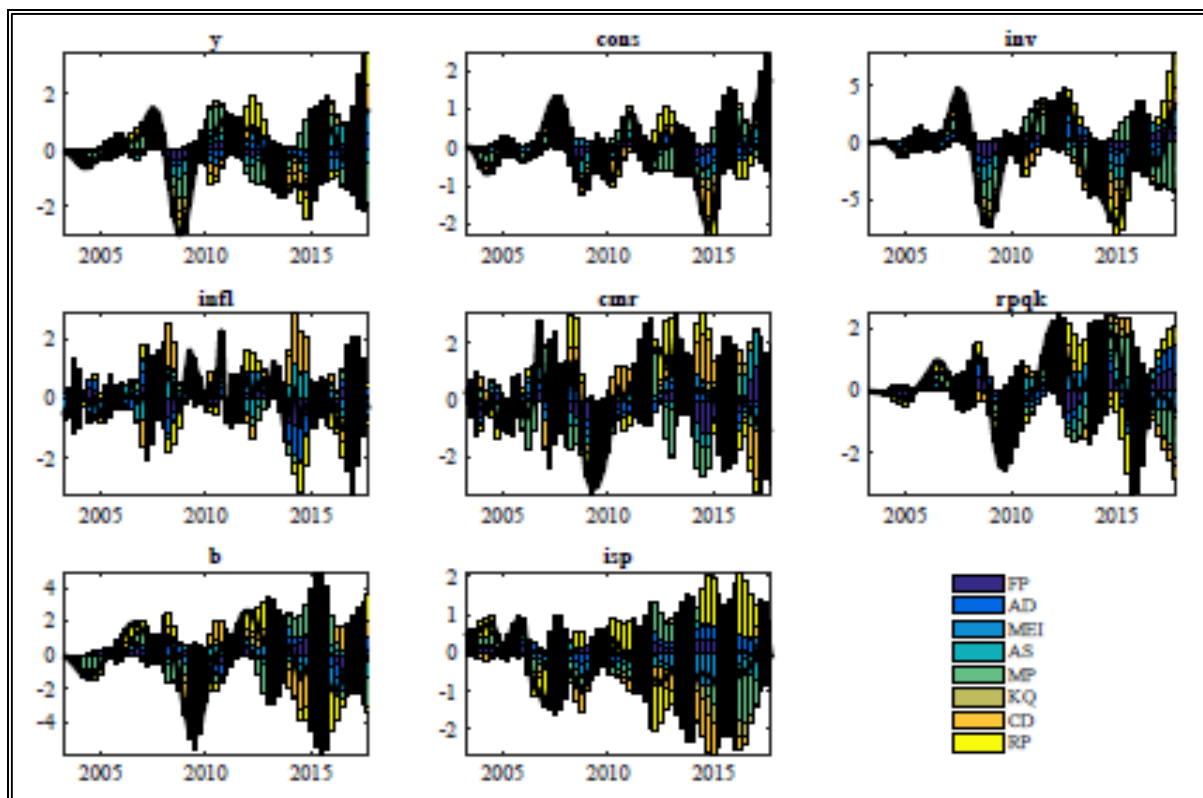 y cons inv
2 2 5
0 1 0
-2 0 -5
-1
-2
2005 2010 2015 2005 2010 2015 2005 2010 2015
infl cmr rpqk
2 2 2
0 0 0
-2 -2 -2
2005 2010 2015 2005 2010 2015 2005 2010 2015
b isp
4 2
2 1
0 0
-2 -1
-4 -2
2005 2010 2015 2005 2010 2015
FP
AD
MEI
AS
MP
KQ
CD
RP